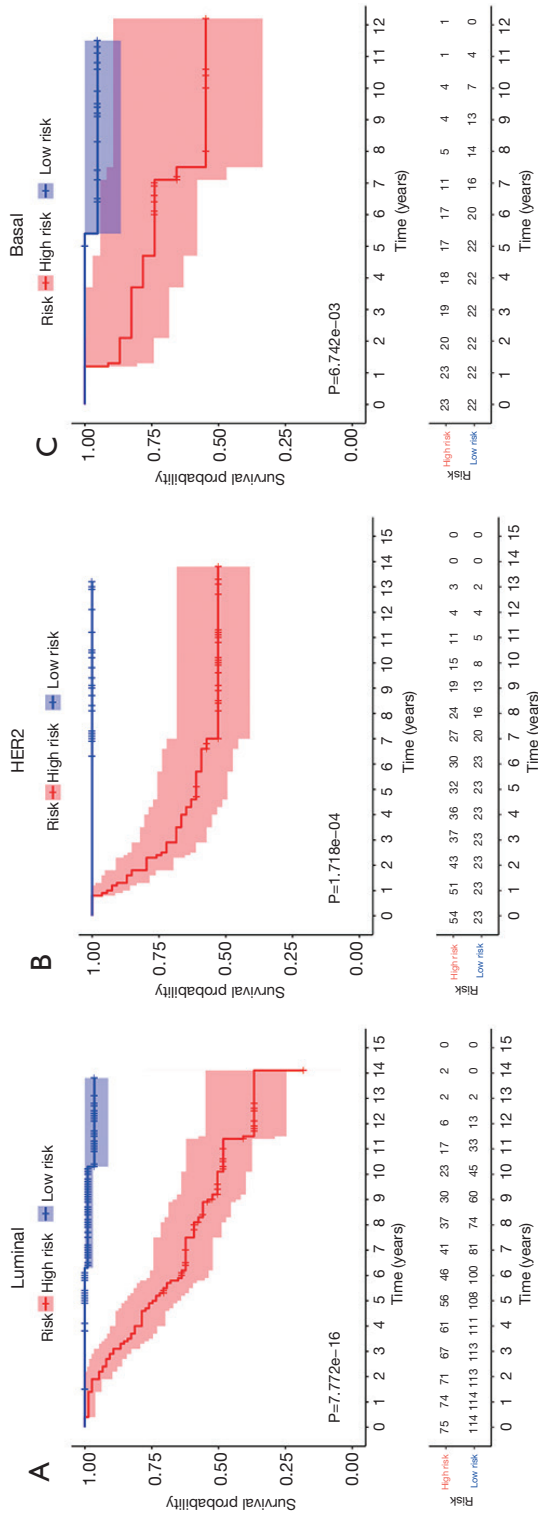 A
Luminal
Risk High risk Low risk
Survival probability
1.00
0.75
0.50
0.25
0.00
P=7.772e−16
0 1 2 3 4 5 6 7 8 9 10 11 12 13 14 15
Time (years)
Risk
High risk 75 74 71 67 61 56 46 41 37 30 23 17 6 2 2 0
Low risk 114 114 113 113 111 108 100 81 74 60 45 33 13 2 0 0
0 1 2 3 4 5 6 7 8 9 10 11 12 13 14 15
Time (years)
B
HER2
Risk High risk Low risk
Survival probability
1.00
0.75
0.50
0.25
0.00
P=1.718e−04
0 1 2 3 4 5 6 7 8 9 10 11 12 13 14 15
Time (years)
Risk
High risk 54 51 43 37 36 32 30 27 24 19 15 11 4 3 0 0
Low risk 23 23 23 23 23 23 23 20 16 13 8 5 4 2 0 0
0 1 2 3 4 5 6 7 8 9 10 11 12 13 14 15
Time (years)
C
Basal
Risk High risk Low risk
Survival probability
1.00
0.75
0.50
0.25
0.00
P=6.742e−03
0 1 2 3 4 5 6 7 8 9 10 11 12
Time (years)
Risk
High risk 23 23 20 19 18 17 17 11 5 4 4 1 1
Low risk 22 22 22 22 22 22 20 16 14 13 7 4 0
0 1 2 3 4 5 6 7 8 9 10 11 12
Time (years)